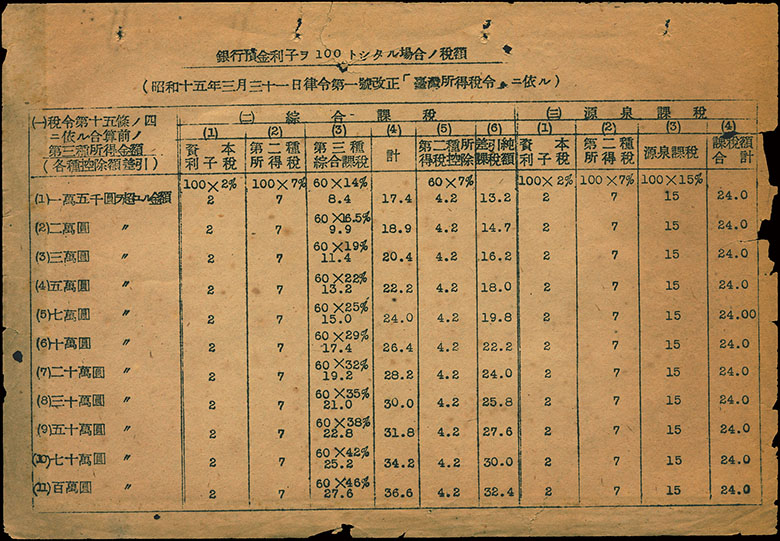 銀行預金利子ヲ100トシタル場合ノ税額
(昭和十五年三月三十一日律令第一號改正「臺灣所得税令」ニ依ル)
㈠税令第十五條ノ四ニ依ル合算前ノ第三種所得金額(各種控除額差引) ㈡綜合課税 ㈢源泉課税
(1) (2) (3) (4) (5) (6) (1) (2) (3) (4)
資本利子税 第二種所得税 第三種綜合課税 計 第二種所得税控除 差引純課税額 資本利子税 第二種所得税 源泉課税 課税額合計
100×2% 100×7% 60×14% 60×7% 100×2% 100×7% 100×15%
(1)一萬五千圓ヲ超ユル金額 2 7 8.4 17.4 4.2 13.2 2 7 15 24.0
60×16.5%
(2)二萬圓 〃 2 7 9.9 18.9 4.2 14.7 2 7 15 24.0
60×19%
(3)三萬圓 〃 2 7 11.4 20.4 4.2 16.2 2 7 15 24.0
60×22%
(4)五萬圓 〃 2 7 13.2 22.2 4.2 18.0 2 7 15 24.0
60×25%
(5)七萬圓 〃 2 7 15.0 24.0 4.2 19.8 2 7 15 24.00
60×29%
(6)十萬圓 〃 2 7 17.4 26.4 4.2 22.2 2 7 15 24.0
60×32%
(7)二十萬圓 〃 2 7 19.2 28.2 4.2 24.0 2 7 15 24.0
60×35%
(8)三十萬圓 〃 2 7 21.0 30.0 4.2 25.8 2 7 15 24.0
60×38%
(9)五十萬圓 〃 2 7 22.8 31.8 4.2 27.6 2 7 15 24.0
60×42%
(10)七十萬圓 〃 2 7 25.2 34.2 4.2 30.0 2 7 15 24.0
60×46%
(11)百萬圓 〃 2 7 27.6 36.6 4.2 32.4 2 7 15 24.0